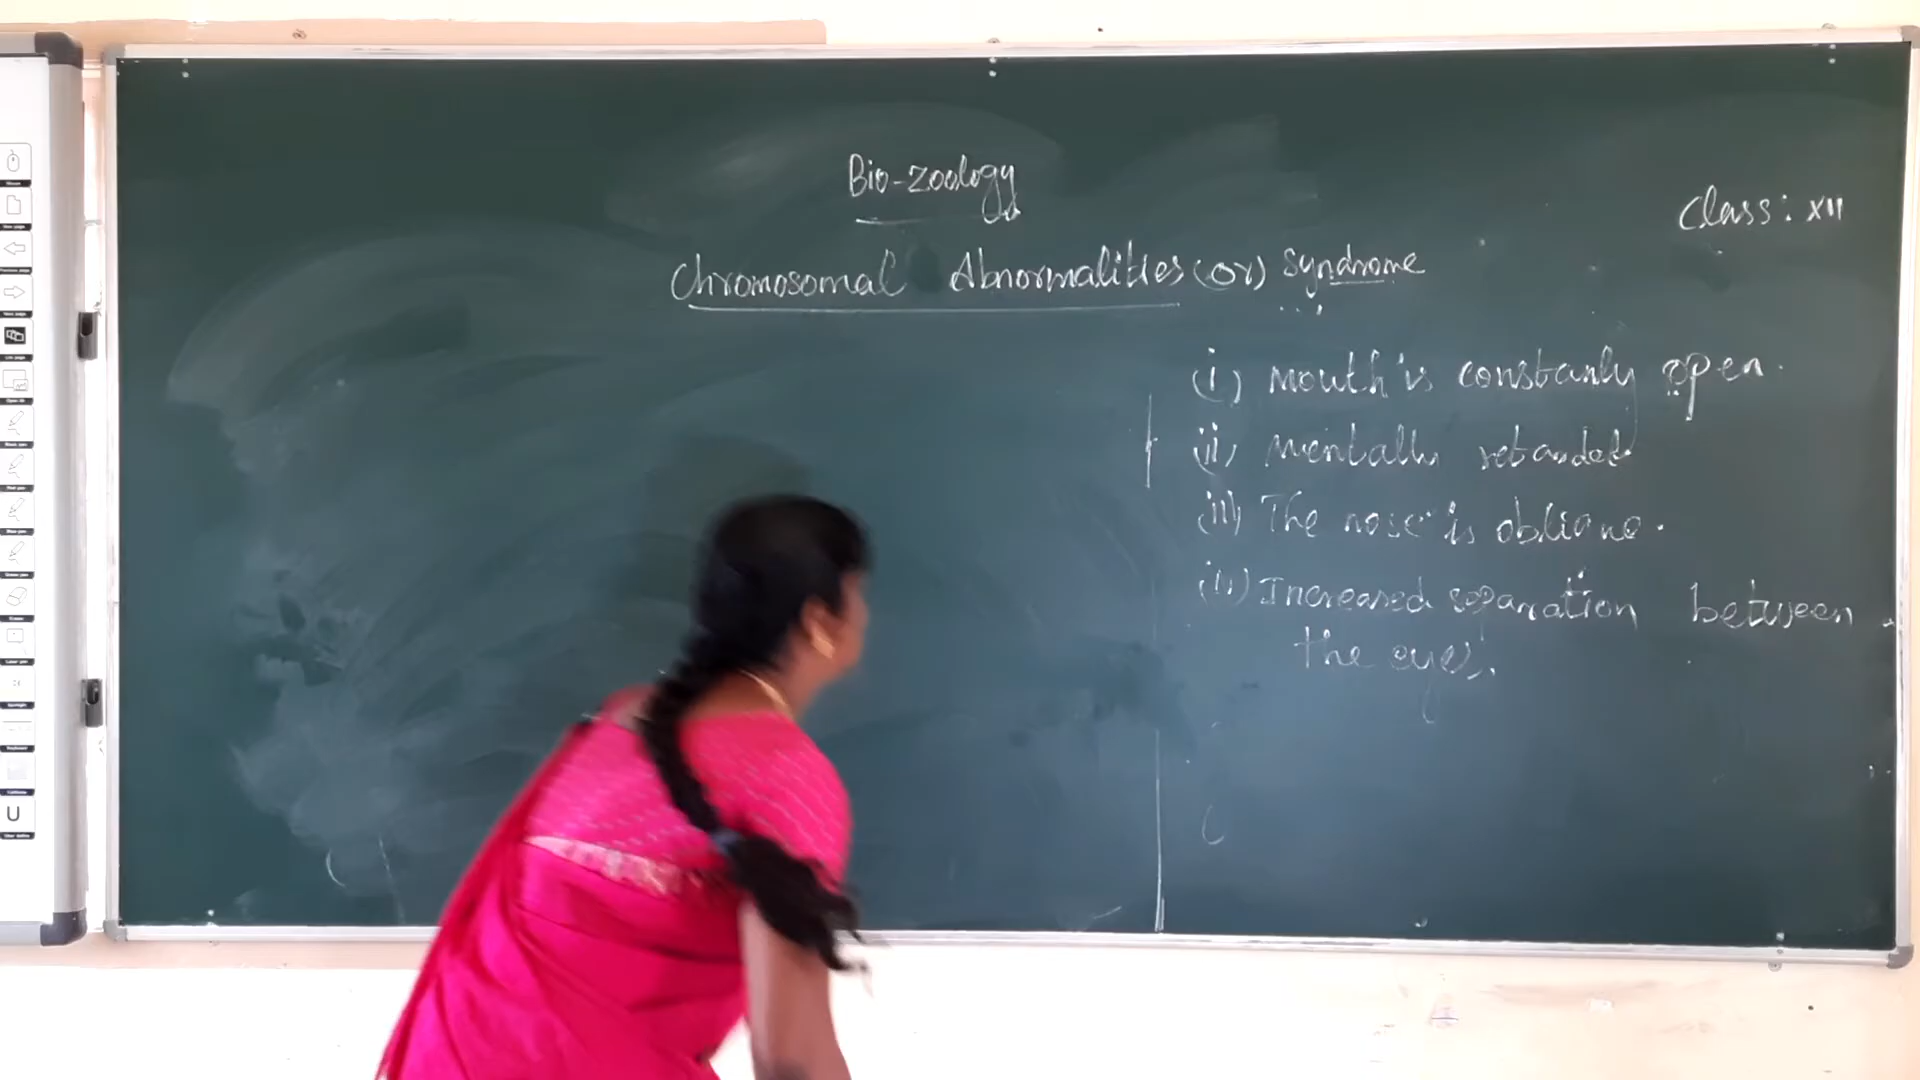 Bio-zoology
Class: XII
Chromosomal Abnormalities (or) Syndrome
(i) Mouth is constanly open.
(ii) Mentally retarded
(iii) The nose is oblique.
(iv) Increased separation between
the eyes.